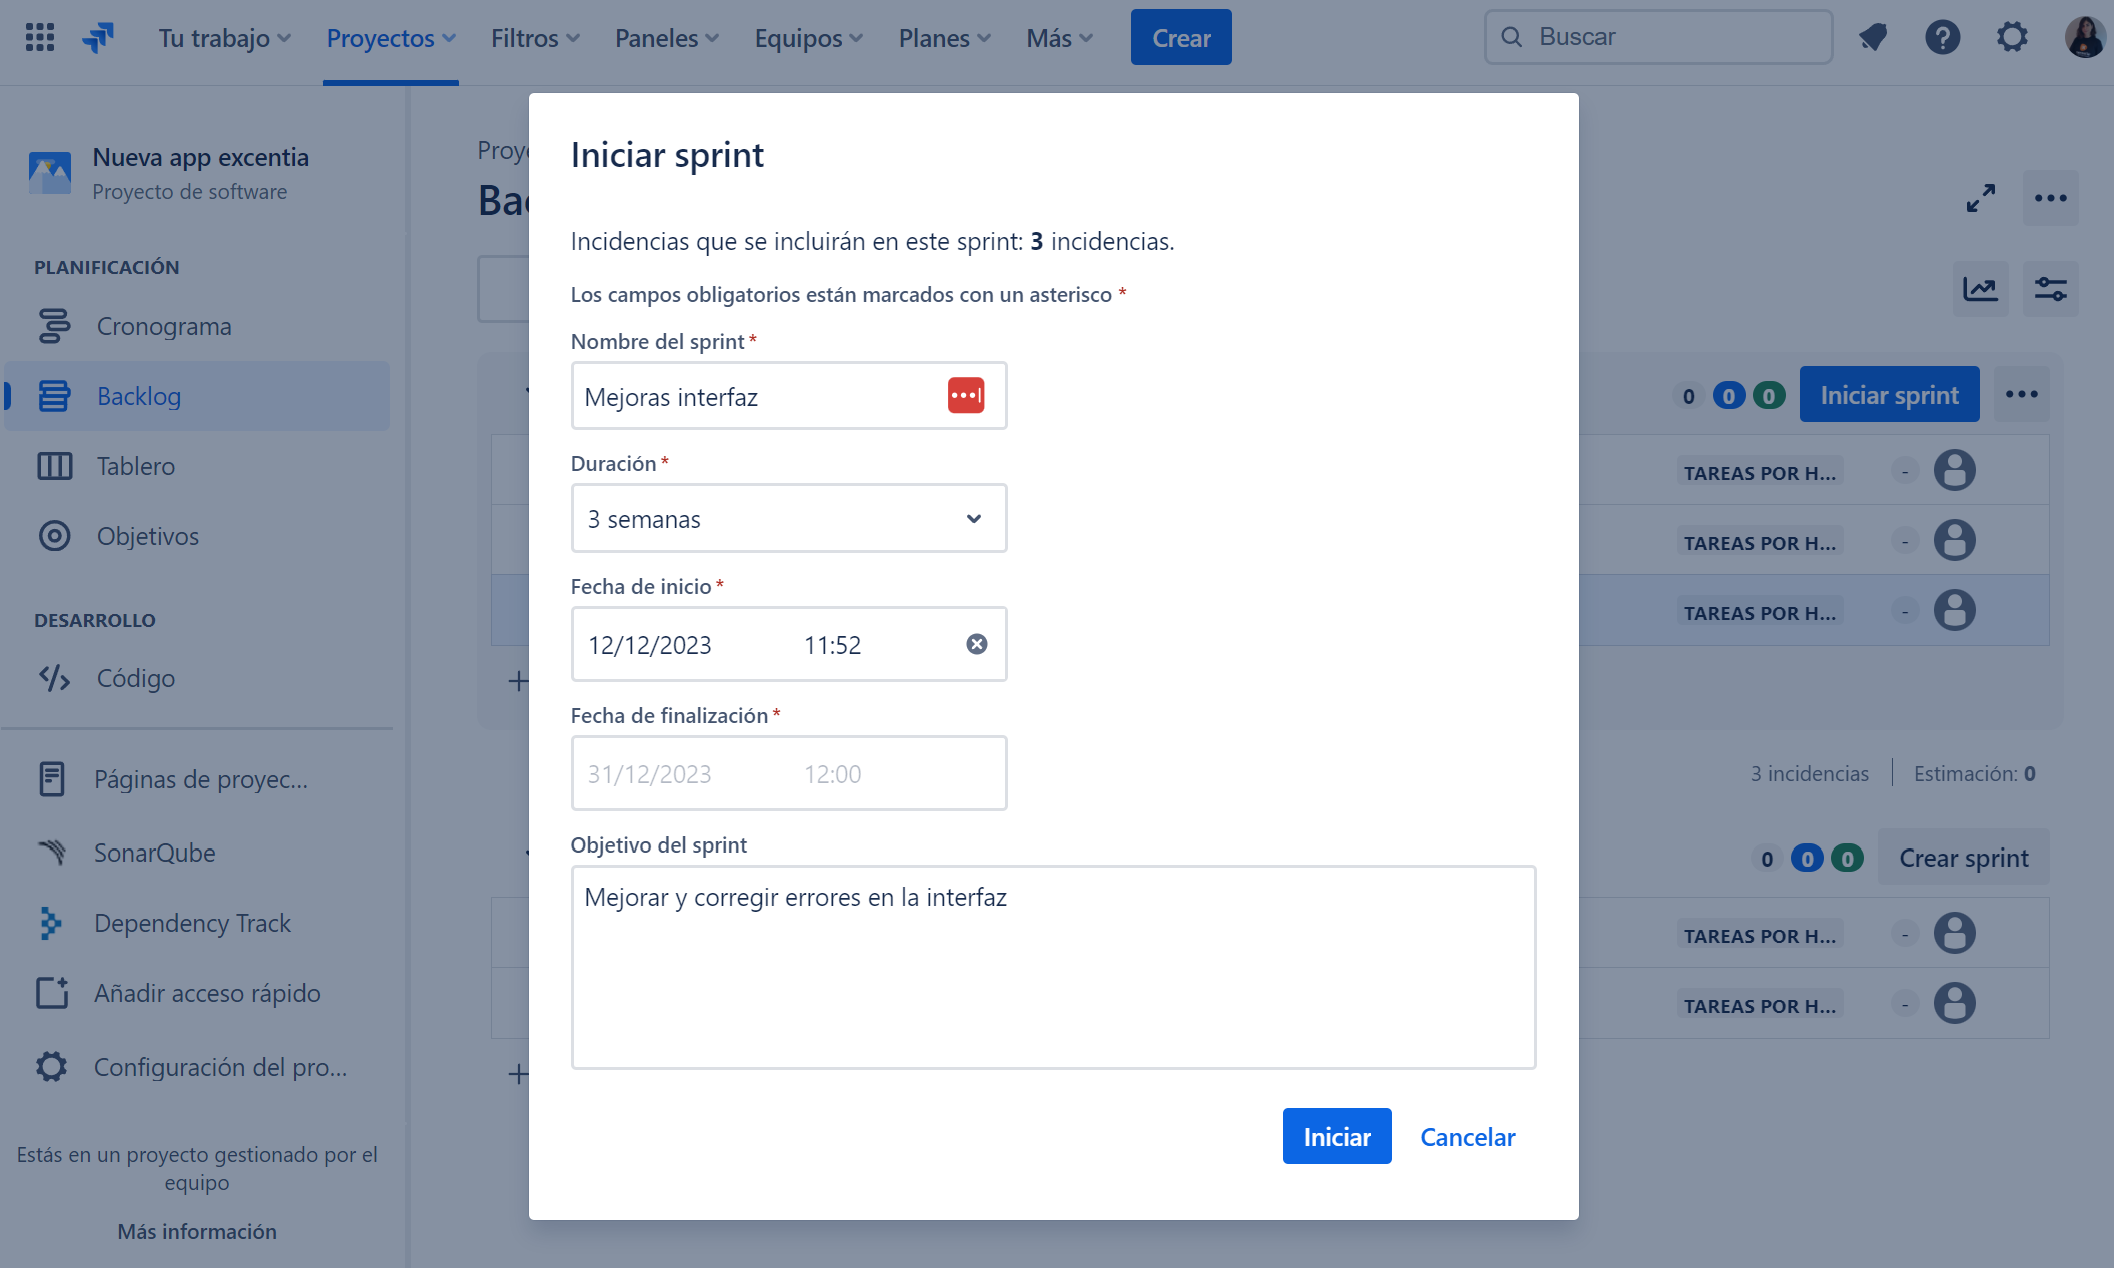 Tu trabajo Proyectos Filtros Paneles Equipos Planes Más Crear Buscar
Nueva app excentia
Proyecto de software
PLANIFICACIÓN
Cronograma
Backlog
Tablero
Objetivos
DESARROLLO
Código
Páginas de proyec...
SonarQube
Dependency Track
Añadir acceso rápido
Configuración del pro...
Estás en un proyecto gestionado por el
equipo
Más información
Iniciar sprint
Incidencias que se incluirán en este sprint: 3 incidencias.
Los campos obligatorios están marcados con un asterisco *
Nombre del sprint *
Mejoras interfaz
Duración *
3 semanas
Fecha de inicio *
12/12/2023 11:52
Fecha de finalización *
31/12/2023 12:00
Objetivo del sprint
Mejorar y corregir errores en la interfaz
Iniciar Cancelar
0 0 0 Iniciar sprint
TAREAS POR H... -
TAREAS POR H... -
TAREAS POR H... -
3 incidencias Estimación: 0
0 0 0 Crear sprint
TAREAS POR H... -
TAREAS POR H... -